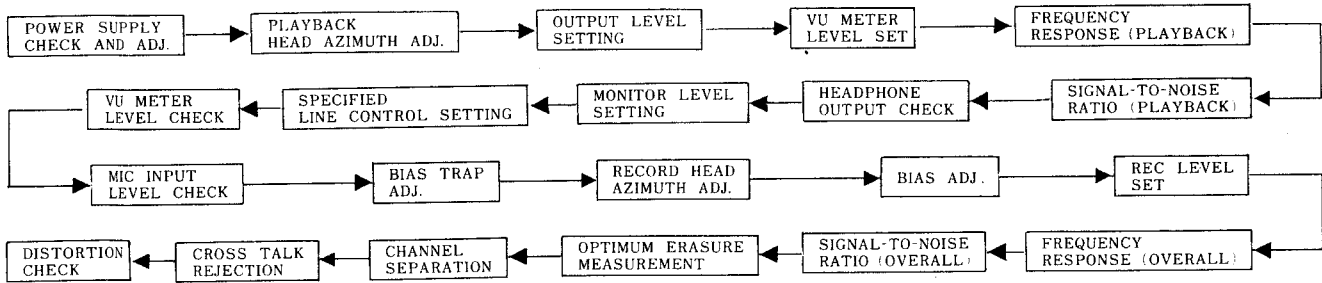 POWER SUPPLY
CHECK AND ADJ.
PLAYBACK
HEAD AZIMUTH ADJ.
OUTPUT LEVEL
SETTING
VU METER
LEVEL SET
FREQUENCY
RESPONSE (PLAYBACK)
SIGNAL-TO-NOISE
RATIO (PLAYBACK)
HEADPHONE
OUTPUT CHECK
MONITOR LEVEL
SETTING
SPECIFIED
LINE CONTROL SETTING
VU METER
LEVEL CHECK
MIC INPUT
LEVEL CHECK
BIAS TRAP
ADJ.
RECORD HEAD
AZIMUTH ADJ.
BIAS ADJ.
REC LEVEL
SET
FREQUENCY
RESPONSE (OVERALL)
SIGNAL-TO-NOISE
RATIO (OVERALL)
OPTIMUM ERASURE
MEASUREMENT
CHANNEL
SEPARATION
CROSS TALK
REJECTION
DISTORTION
CHECK